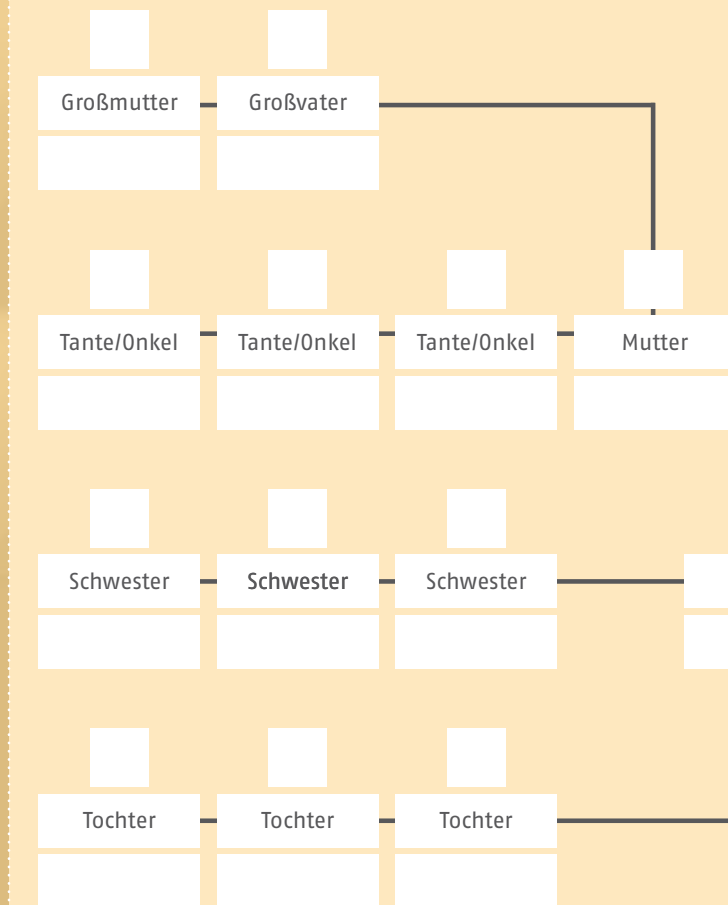 Großmutter
Großvater
Tante/Onkel
Tante/Onkel
Tante/Onkel
Mutter
Schwester
Schwester
Schwester
Tochter
Tochter
Tochter